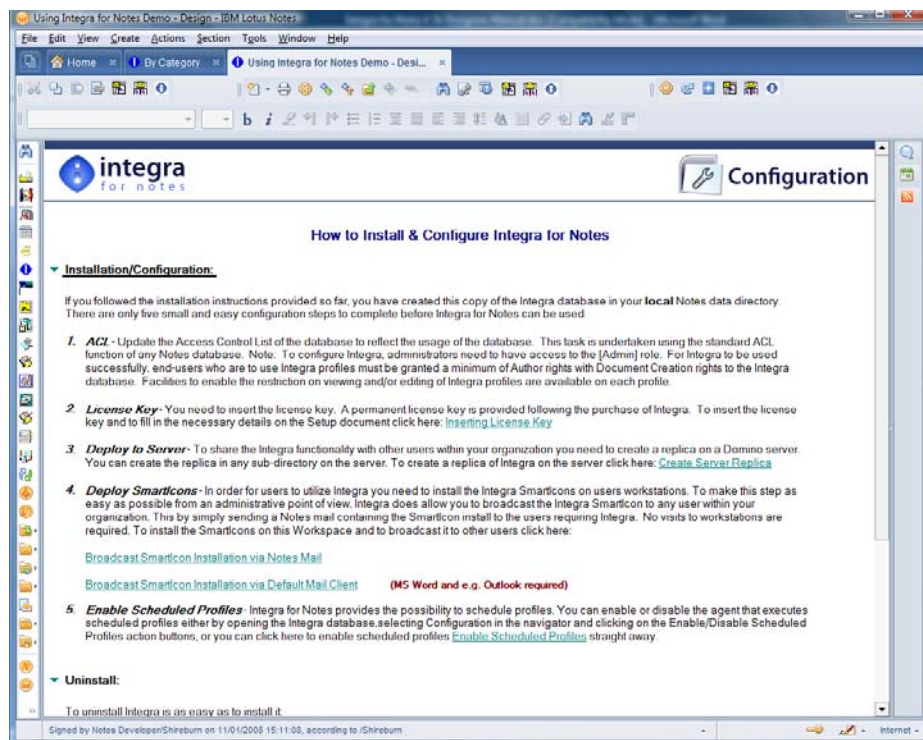 Using Integra for Notes Demo - Design - IBM Lotus Notes
File Edit View Create Actions Section Tools Window Help
Home By Category Using Integra for Notes Demo - Desi...
integra
for notes
Configuration
How to Install & Configure Integra for Notes
Installation/Configuration:
If you followed the installation instructions provided so far, you have created this copy of the Integra database in your local Notes data directory.
There are only five small and easy configuration steps to complete before Integra for Notes can be used
1. ACL - Update the Access Control List of the database to reflect the usage of the database. This task is undertaken using the standard ACL
function of any Notes database. Note: To configure Integra, administrators need to have access to the [Admin] role. For Integra to be used
successfully, end-users who are to use Integra profiles must be granted a minimum of Author rights with Document Creation rights to the Integra
database. Facilities to enable the restriction on viewing and/or editing of Integra profiles are available on each profile.
2. License Key - You need to insert the license key. A permanent license key is provided following the purchase of Integra. To insert the license
key and to fill in the necessary details on the Setup document click here: Inserting License Key
3. Deploy to Server - To share the Integra functionality with other users within your organization you need to create a replica on a Domino server.
You can create the replica in any sub-directory on the server. To create a replica of Integra on the server click here: Create Server Replica
4. Deploy SmartIcons - In order for users to utilize Integra you need to install the Integra SmartIcons on users workstations. To make this step as
easy as possible from an administrative point of view, Integra does allow you to broadcast the Integra SmartIcon to any user within your
organization. This by simply sending a Notes mail containing the SmartIcon install to the users requiring Integra. No visits to workstations are
required. To install the SmartIcons on this Workspace and to broadcast it to other users click here:
Broadcast SmartIcon Installation via Notes Mail
Broadcast SmartIcon Installation via Default Mail Client (MS Word and e.g. Outlook required)
5. Enable Scheduled Profiles - Integra for Notes provides the possibility to schedule profiles. You can enable or disable the agent that executes
scheduled profiles either by opening the Integra database,selecting Configuration in the navigator and clicking on the Enable/Disable Scheduled
Profiles action buttons, or you can click here to enable scheduled profiles Enable Scheduled Profiles straight away.
Uninstall:
To uninstall Integra is as easy as to install it:
Signed by Notes Developer/Shireburn on 11/01/2008 15:11:08, according to /Shireburn
Internet